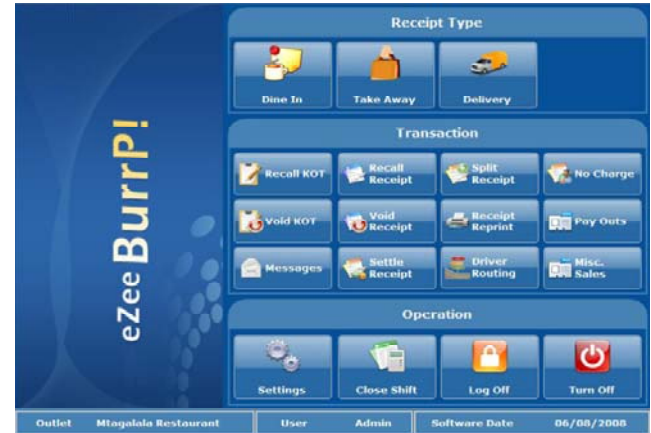 eZee BurrP!
Receipt Type
Dine In
Take Away
Delivery
Transaction
Recall KOT
Recall
Receipt
Split
Receipt
No Charge
Void KOT
Void
Receipt
Receipt
Reprint
Pay Outs
Messages
Settle
Receipt
Driver
Routing
Misc.
Sales
Operation
Settings
Close Shift
Log Off
Turn Off
Outlet Mtagalala Restaurant User Admin Software Date 06/08/2008